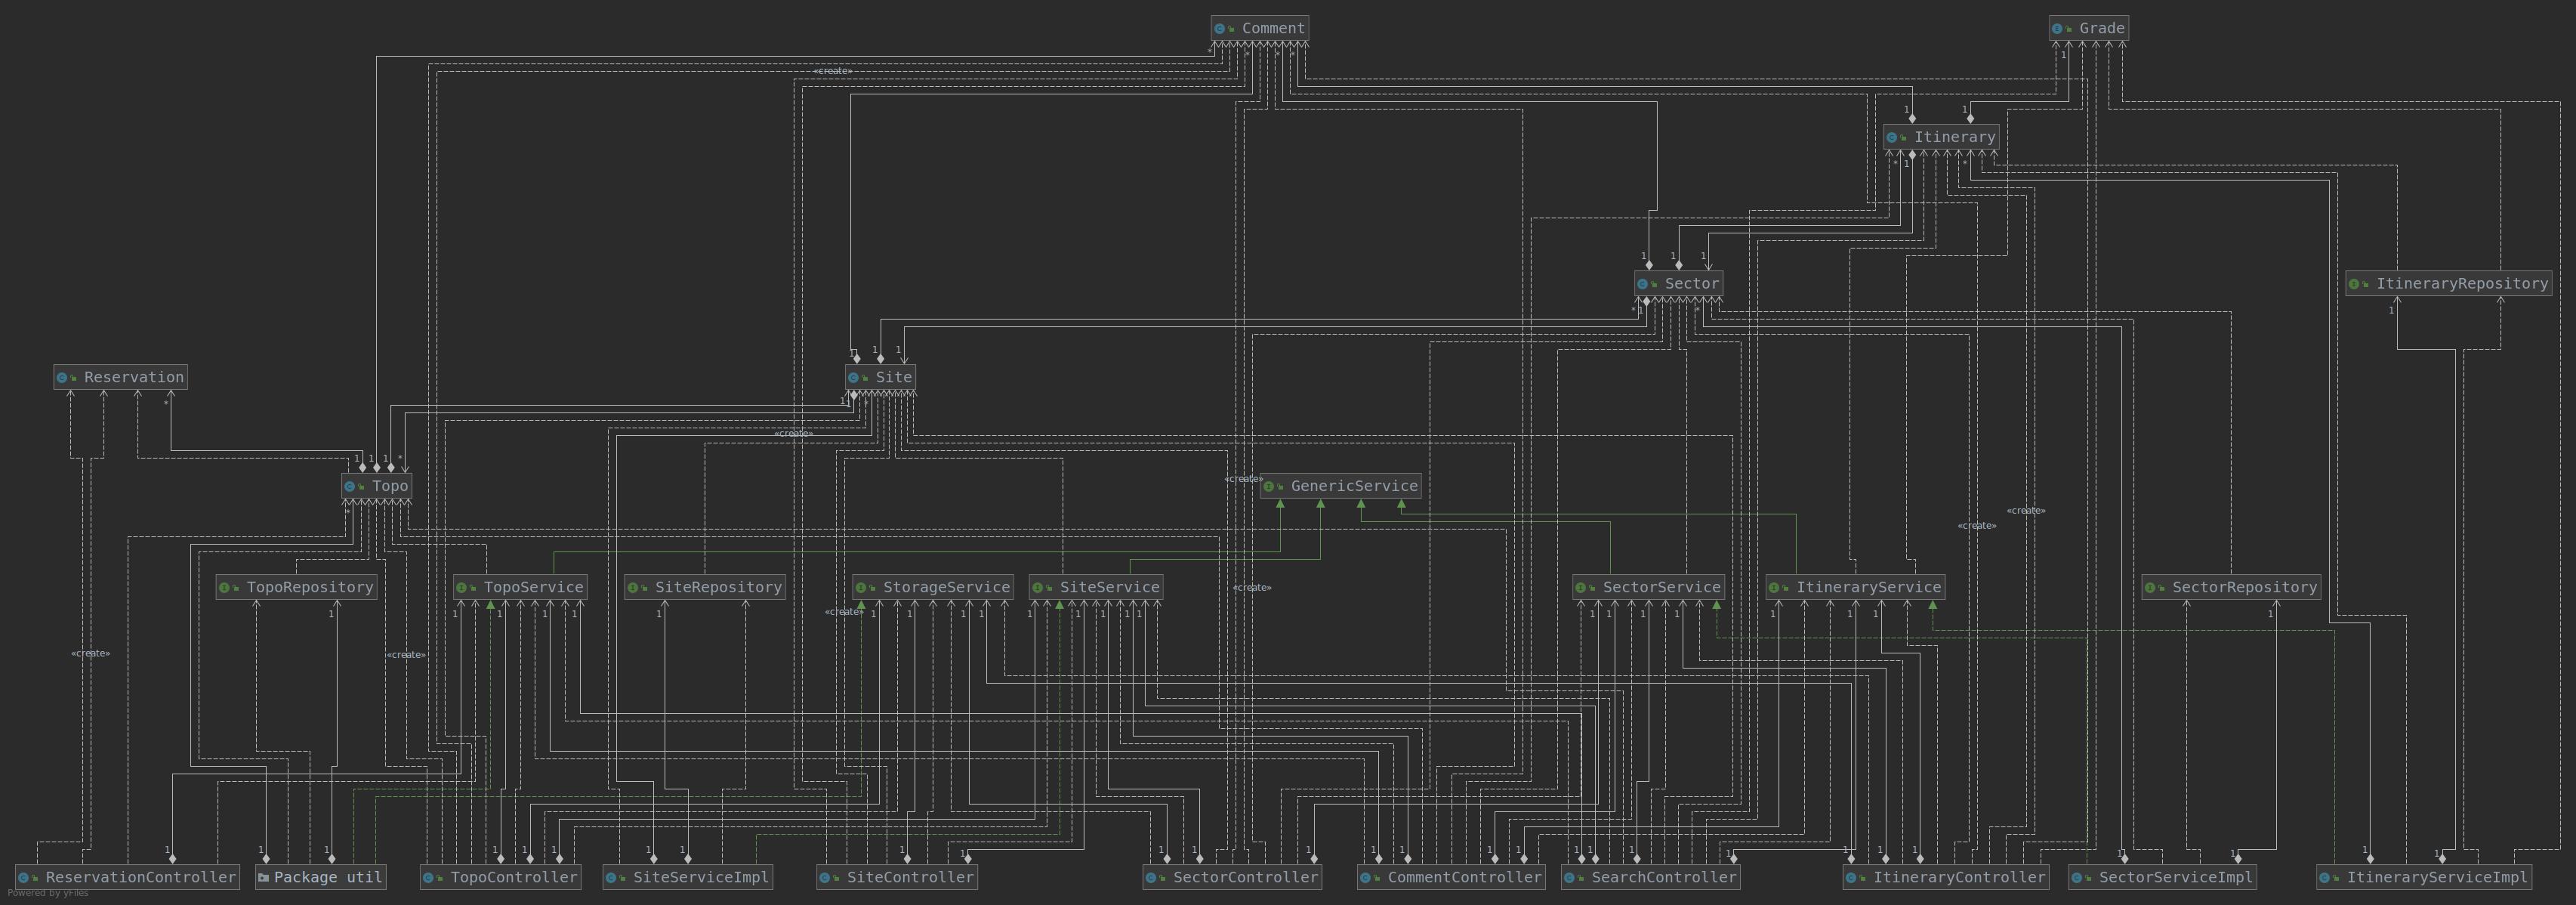 Comment
Grade
«create»
Itinerary
Sector
ItineraryRepository
Reservation
Site
«create»
Topo
«create»
GenericService
«create»
«create»
TopoRepository
TopoService
SiteRepository
StorageService
SiteService
«create»
SectorService
ItineraryService
SectorRepository
«create»
«create»
«create»
ReservationController
Package util
TopoController
SiteServiceImpl
SiteController
SectorController
CommentController
SearchController
ItineraryController
SectorServiceImpl
ItineraryServiceImpl
Powered by yFiles